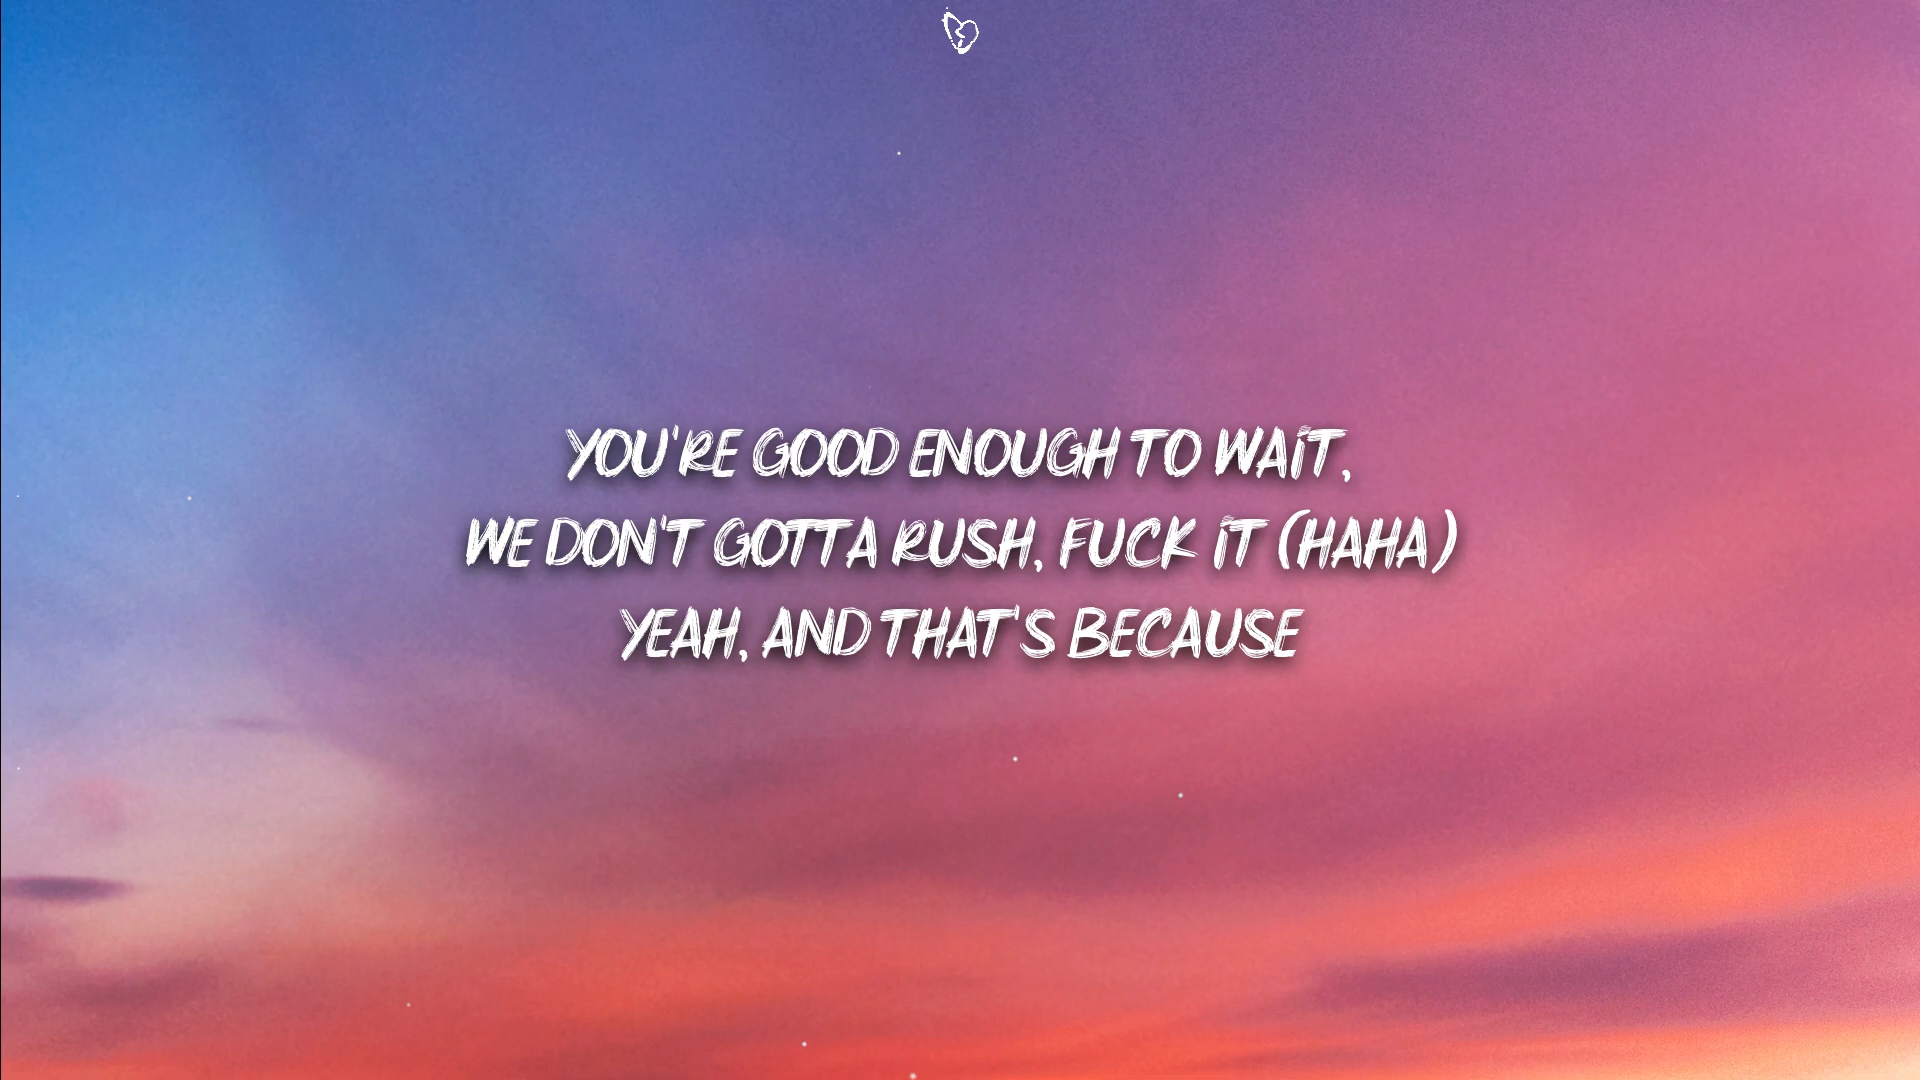 YOU'RE GOOD ENOUGH TO WAIT,
WE DON'T GOTTA RUSH, FUCK IT (HAHA)
YEAH, AND THAT'S BECAUSE